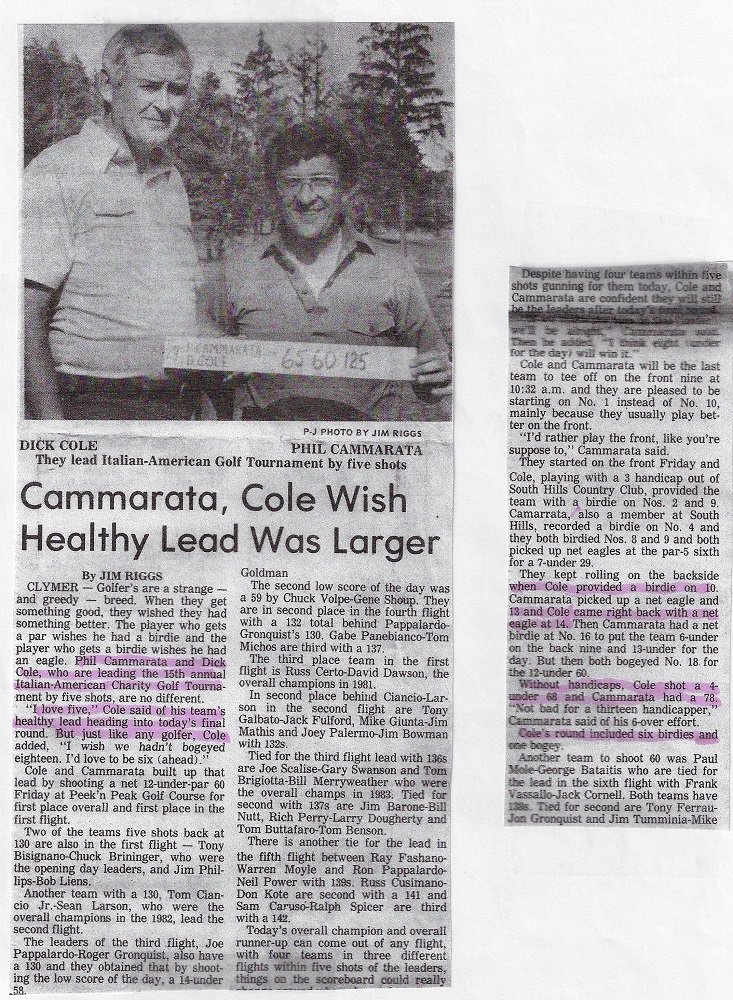 P. CAMMARATA
D. COLE
65 60 125
P-J PHOTO BY JIM RIGGS
DICK COLE PHIL CAMMARATA
They lead Italian-American Golf Tournament by five shots
Cammarata, Cole Wish
Healthy Lead Was Larger
By JIM RIGGS
CLYMER — Golfer's are a strange —
and greedy — breed. When they get
something good, they wished they had
something better. The player who gets
a par wishes he had a birdie and the
player who gets a birdie wishes he had
an eagle. Phil Cammarata and Dick
Cole, who are leading the 15th annual
Italian-American Charity Golf Tourna-
ment by five shots, are no different.
"I love five," Cole said of his team's
healthy lead heading into today's final
round. But just like any golfer, Cole
added, "I wish we hadn't bogeyed
eighteen. I'd love to be six (ahead)."
Cole and Cammarata built up that
lead by shooting a net 12-under-par 60
Friday at Peek'n Peak Golf Course for
first place overall and first place in the
first flight.
Two of the teams five shots back at
130 are also in the first flight — Tony
Bisignano-Chuck Brininger, who were
the opening day leaders, and Jim Phil-
lips-Bob Liens.
Another team with a 130, Tom Cian-
cio Jr.-Sean Larson, who were the
overall champions in the 1982, lead the
second flight.
The leaders of the third flight, Joe
Pappalardo-Roger Gronquist, also have
a 130 and they obtained that by shoot-
ing the low score of the day, a 14-under
58.
Goldman
The second low score of the day was
a 59 by Chuck Volpe-Gene Shoup. They
are in second place in the fourth flight
with a 132 total behind Pappalardo-
Gronquist's 130. Gabe Panebianco-Tom
Michos are third with a 137.
The third place team in the first
flight is Russ Certo-David Dawson, the
overall champions in 1981.
In second place behind Ciancio-Lar-
son in the second flight are Tony
Galbato-Jack Fulford, Mike Giunta-Jim
Mathis and Joey Palermo-Jim Bowman
with 132s.
Tied for the third flight lead with 136s
are Joe Scalise-Gary Swanson and Tom
Brigiotta-Bill Merryweather who were
the overall champs in 1983. Tied for
second with 137s are Jim Barone-Bill
Nutt, Rich Perry-Larry Dougherty and
Tom Buttafaro-Tom Benson.
There is another tie for the lead in
the fifth flight between Ray Fashano-
Warren Moyle and Ron Pappalardo-
Neil Power with 139s. Russ Cusimano-
Don Kote are second with a 141 and
Sam Caruso-Ralph Spicer are third
with a 142.
Today's overall champion and overall
runner-up can come out of any flight,
with four teams in three different
flights within five shots of the leaders,
things on the scoreboard could really
Despite having four teams within five
shots gunning for them today, Cole and
Cammarata are confident they will still
be the leaders after today's
we'll be alright," Cammarata said.
Then he added, "I think eight (under
for the day) will win it."
Cole and Cammarata will be the last
team to tee off on the front nine at
10:32 a.m. and they are pleased to be
starting on No. 1 instead of No. 10,
mainly because they usually play bet-
ter on the front.
"I'd rather play the front, like you're
suppose to," Cammarata said.
They started on the front Friday and
Cole, playing with a 3 handicap out of
South Hills Country Club, provided the
team with a birdie on Nos. 2 and 9.
Camarrata, also a member at South
Hills, recorded a birdie on No. 4 and
they both birdied Nos. 8 and 9 and both
picked up net eagles at the par-5 sixth
for a 7-under 29.
They kept rolling on the backside
when Cole provided a birdie on 10.
Cammarata picked up a net eagle and
13 and Cole came right back with a net
eagle at 14. Then Cammarata had a net
birdie at No. 16 to put the team 6-under
on the back nine and 13-under for the
day. But then both bogeyed No. 18 for
the 12-under 60.
Without handicaps, Cole shot a 4-
under 68 and Cammarata had a 78,
"Not bad for a thirteen handicapper,"
Cammarata said of his 6-over effort.
Cole's round included six birdies and
one bogey.
Another team to shoot 60 was Paul
Mole-George Bataitis who are tied for
the lead in the sixth flight with Frank
Vassallo-Jack Cornell. Both teams have
138s. Tied for second are Tony Ferrau-
Jon Gronquist and Jim Tumminia-Mike